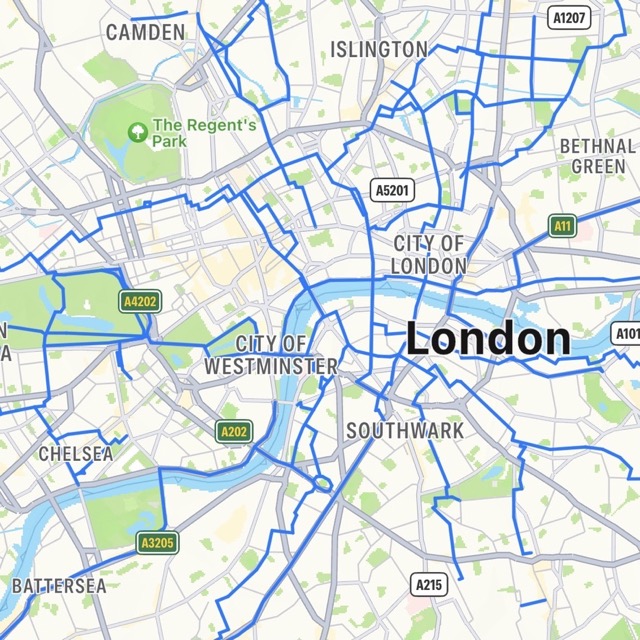 A1207
CAMDEN
ISLINGTON
The Regent's
Park
BETHNAL
GREEN
A5201
A11
CITY OF
LONDON
A4202
N
A
London
A101
CITY OF
WESTMINSTER
A202
SOUTHWARK
CHELSEA
A3205
BATTERSEA
A215